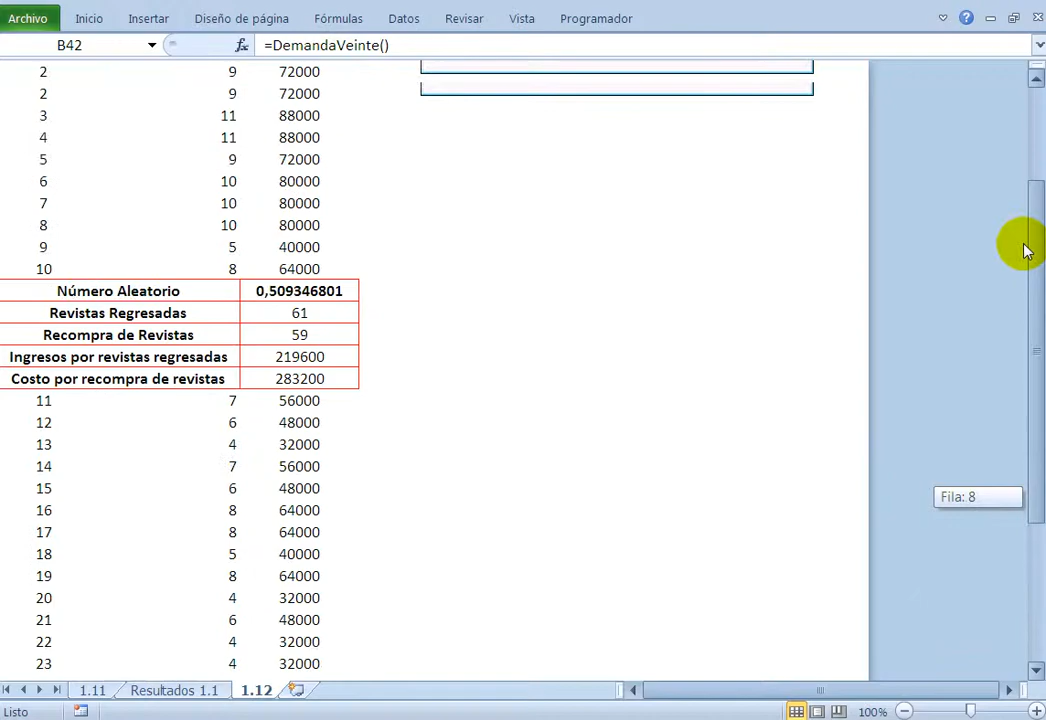 Archivo Inicio Insertar Diseño de página Fórmulas Datos Revisar Vista Programador
B42 fx =DemandaVeinte()
2 9 72000
2 9 72000
3 11 88000
4 11 88000
5 9 72000
6 10 80000
7 10 80000
8 10 80000
9 5 40000
10 8 64000
Número Aleatorio 0,509346801
Revistas Regresadas 61
Recompra de Revistas 59
Ingresos por revistas regresadas 219600
Costo por recompra de revistas 283200
11 7 56000
12 6 48000
13 4 32000
14 7 56000
15 6 48000
Fila: 8
16 8 64000
17 8 64000
18 5 40000
19 8 64000
20 4 32000
21 6 48000
22 4 32000
23 4 32000
1.11 Resultados 1.1 1.12
Listo 100%